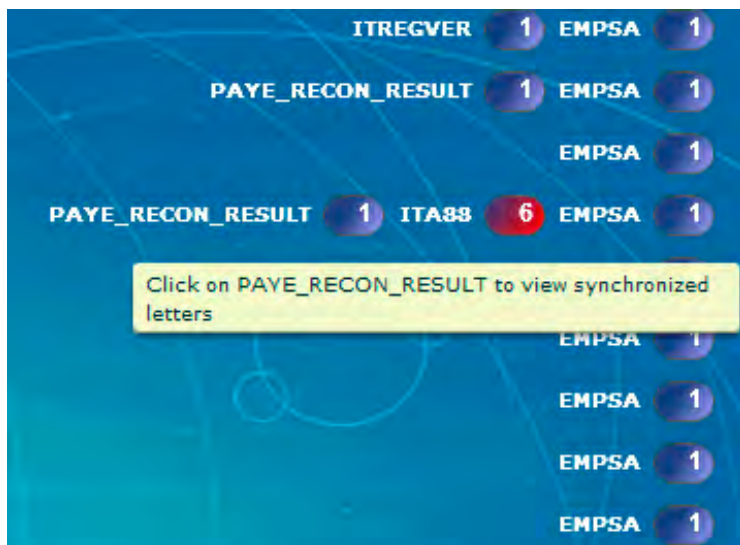 ITREGVER 1 EMPSA 1
PAYE_RECON_RESULT 1 EMPSA 1
EMPSA 1
PAYE_RECON_RESULT 1 ITA88 6 EMPSA 1
Click on PAYE_RECON_RESULT to view synchronized
letters
EMPSA 1
EMPSA 1
EMPSA 1
EMPSA 1